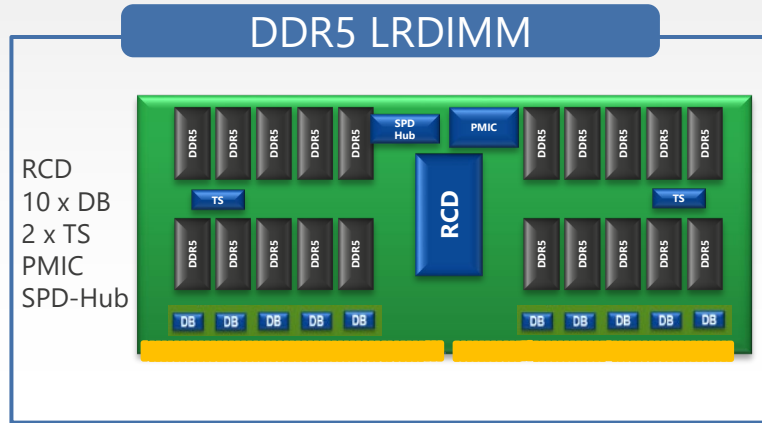 DDR5 LRDIMM
RCD
10 x DB
2 x TS
PMIC
SPD-Hub
DDR5 DDR5 DDR5 DDR5 DDR5
SPD
Hub
PMIC
DDR5 DDR5 DDR5 DDR5 DDR5
TS
RCD
TS
DDR5 DDR5 DDR5 DDR5 DDR5
DDR5 DDR5 DDR5 DDR5 DDR5
DB DB DB DB DB
DB DB DB DB DB